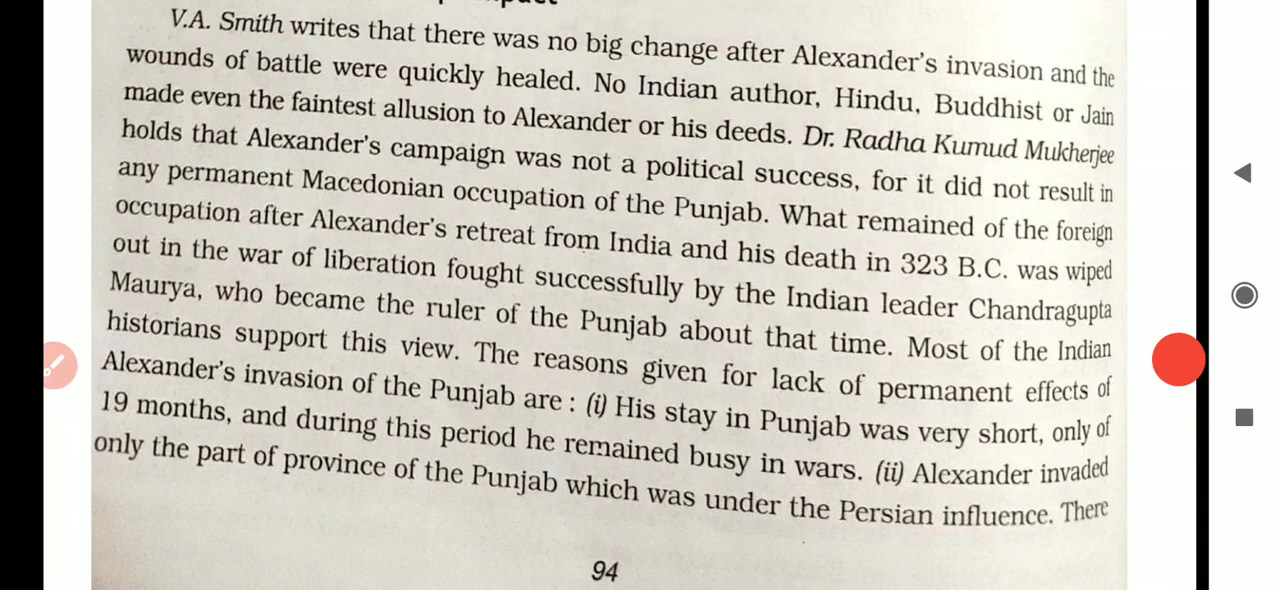 V.A. Smith writes that there was no big change after Alexander's invasion and the
wounds of battle were quickly healed. No Indian author, Hindu, Buddhist or Jain
made even the faintest allusion to Alexander or his deeds. Dr. Radha Kumud Mukherjee
holds that Alexander's campaign was not a political success, for it did not result in
any permanent Macedonian occupation of the Punjab. What remained of the foreign
occupation after Alexander's retreat from India and his death in 323 B.C. was wiped
out in the war of liberation fought successfully by the Indian leader Chandragupta
Maurya, who became the ruler of the Punjab about that time. Most of the Indian
historians support this view. The reasons given for lack of permanent effects of
Alexander's invasion of the Punjab are : (i) His stay in Punjab was very short, only of
19 months, and during this period he remained busy in wars. (ii) Alexander invaded
only the part of province of the Punjab which was under the Persian influence. There
94